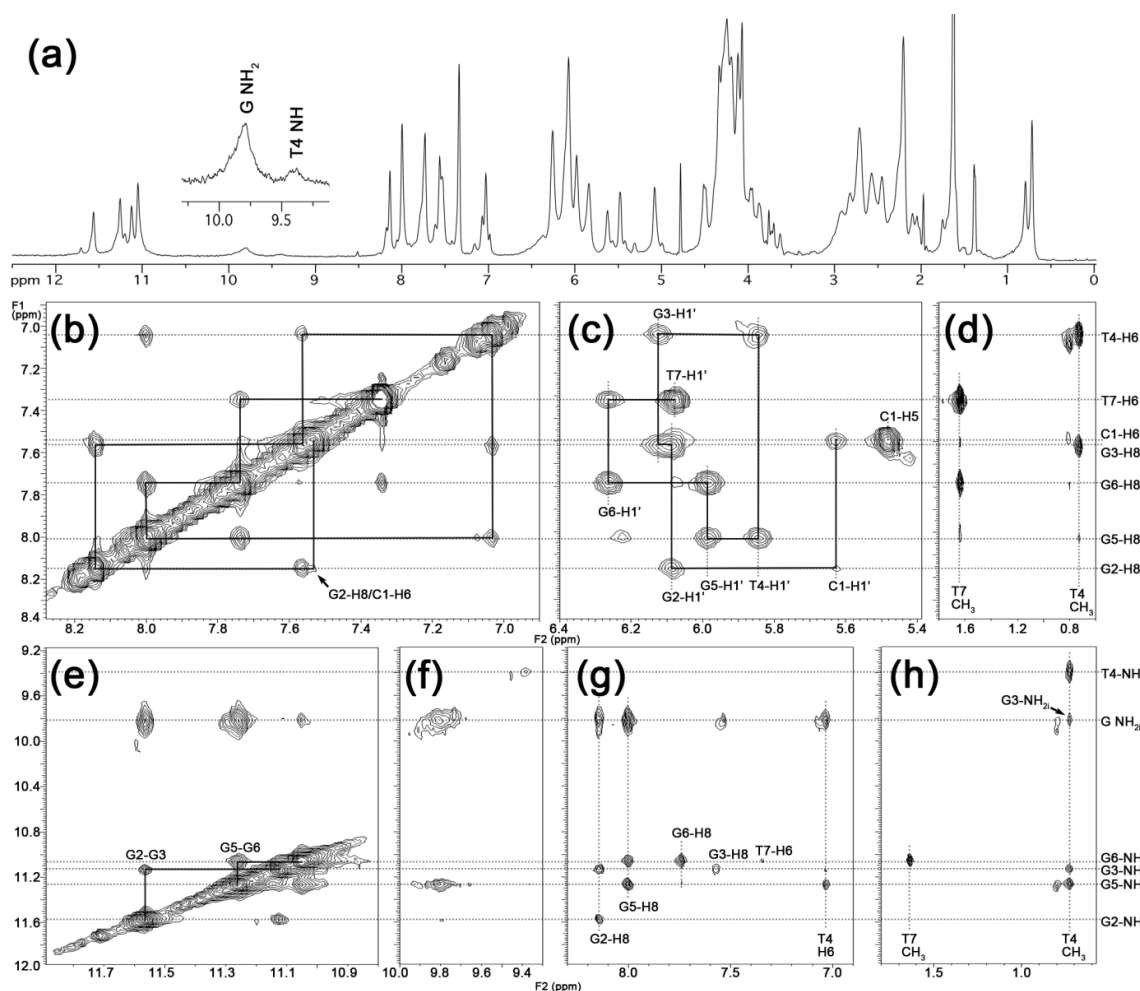 (a)
G NH2
T4 NH
10.0 9.5
ppm 12 11 10 9 8 7 6 5 4 3 2 1 0
F1
(ppm)
(b)
(c)
(d)
7.0
7.2
7.4
7.6
7.8
8.0
8.2
8.4
G2-H8/C1-H6
8.2 8.0 7.8 7.6 7.4 7.2 7.0
F2 (ppm)
G3-H1'
T7-H1'
C1-H5
G6-H1'
G2-H1'
G5-H1'
T4-H1'
C1-H1'
6.4 6.2 6.0 5.8 5.6 5.4
F2 (ppm)
T4-H6
T7-H6
C1-H6
G3-H8
G6-H8
G5-H8
G2-H8
T7
CH3
T4
CH3
1.6 1.2 0.8
(e)
(f)
(g)
(h)
9.2
9.6
10.0
10.4
10.8
11.2
11.6
12.0
G2-G3
G5-G6
11.7 11.5 11.3 11.1 10.9
10.0 9.8 9.6 9.4
F2 (ppm)
G6-H8
G3-H8
T7-H6
G5-H8
G2-H8
T4
H6
8.0 7.5 7.0
G3-NH2i
T7
CH3
T4
CH3
1.5 1.0
T4-NH
G NH2i
G6-NH
G3-NH
G5-NH
G2-NH